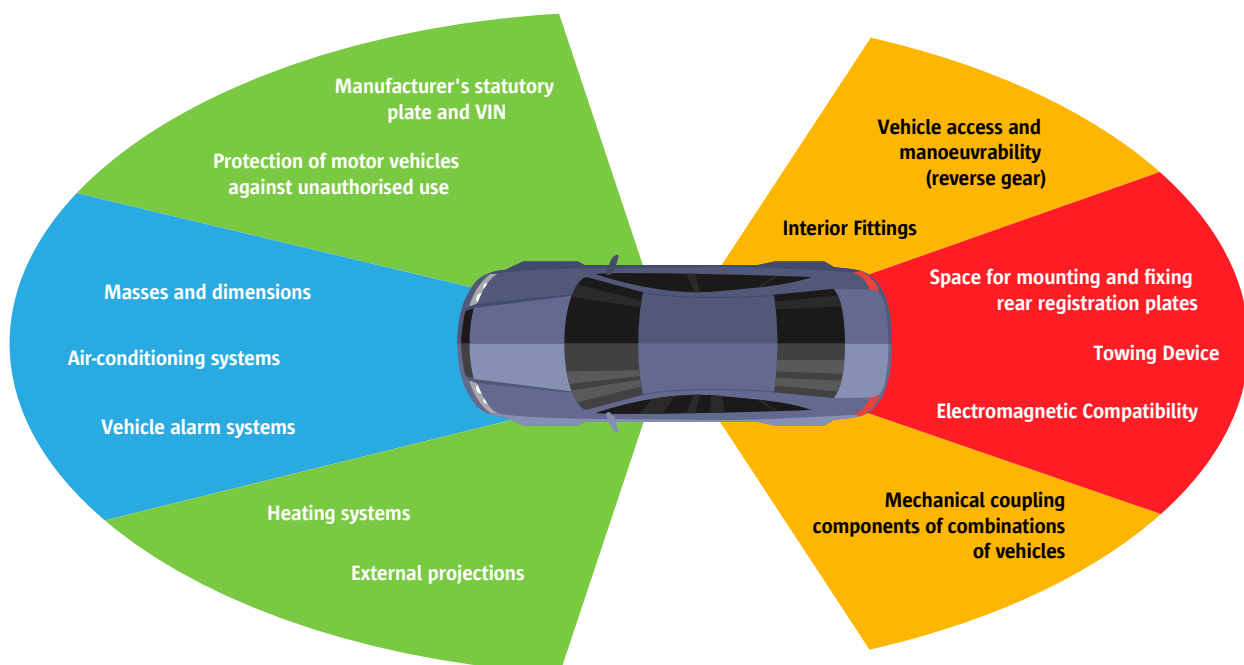 Manufacturer's statutory
plate and VIN
Protection of motor vehicles
against unauthorised use
Masses and dimensions
Air-conditioning systems
Vehicle alarm systems
Heating systems
External projections
Vehicle access and
manoeuvrability
(reverse gear)
Interior Fittings
Space for mounting and fixing
rear registration plates
Towing Device
Electromagnetic Compatibility
Mechanical coupling
components of combinations
of vehicles